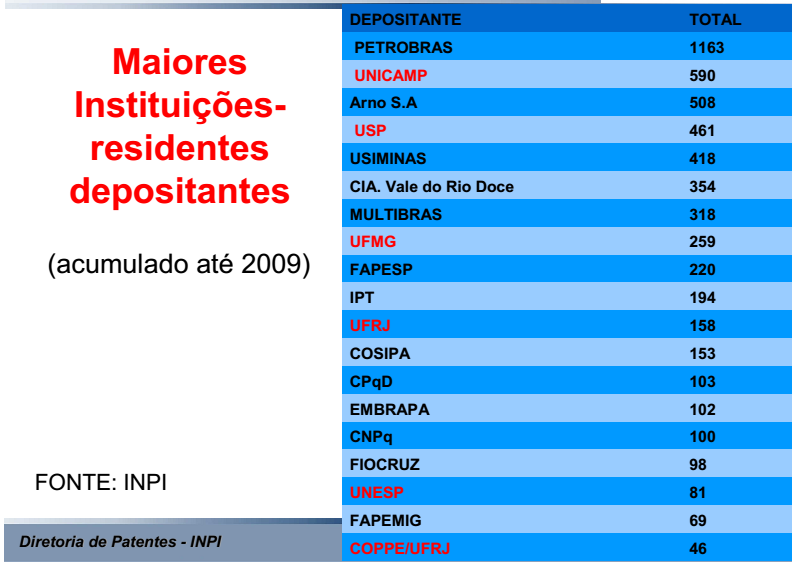 Maiores
Instituições-
residentes
depositantes
(acumulado até 2009)
FONTE: INPI
Diretoria de Patentes - INPI
DEPOSITANTE TOTAL
PETROBRAS 1163
UNICAMP 590
Arno S.A 508
USP 461
USIMINAS 418
CIA. Vale do Rio Doce 354
MULTIBRAS 318
UFMG 259
FAPESP 220
IPT 194
UFRJ 158
COSIPA 153
CPqD 103
EMBRAPA 102
CNPq 100
FIOCRUZ 98
UNESP 81
FAPEMIG 69
COPPE/UFRJ 46